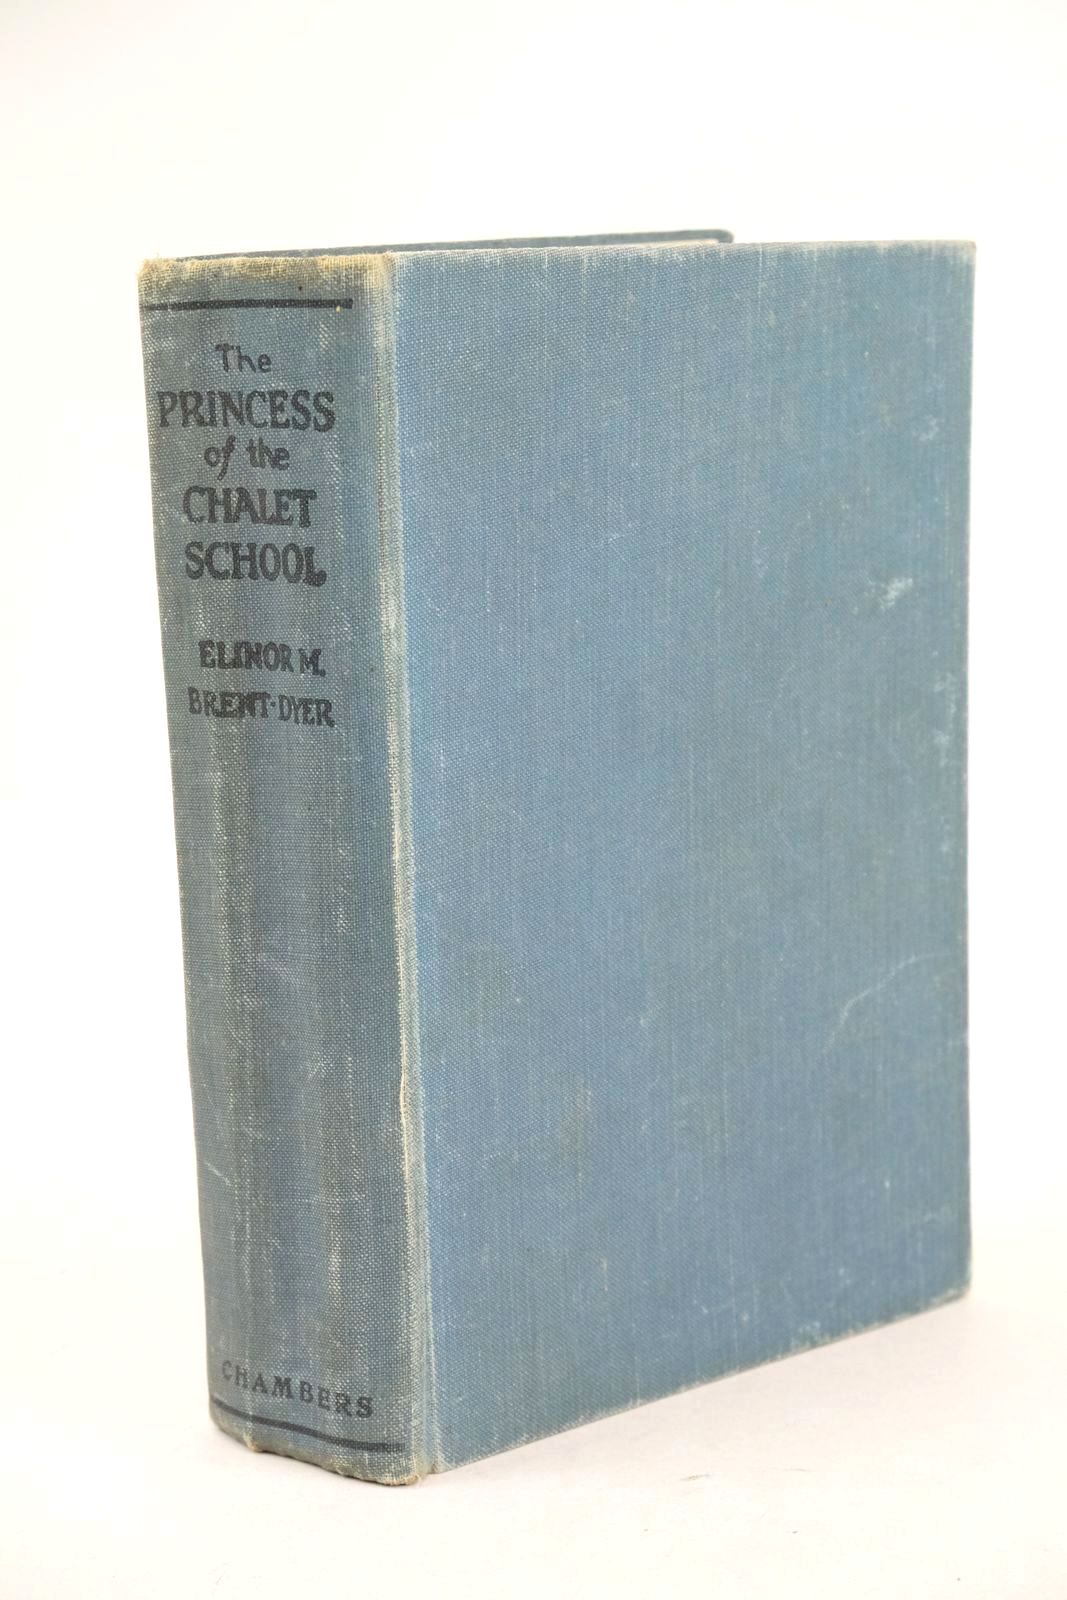 The
PRINCESS
of the
CHALET
SCHOOL
ELINOR M.
BRENT-DYER
CHAMBERS